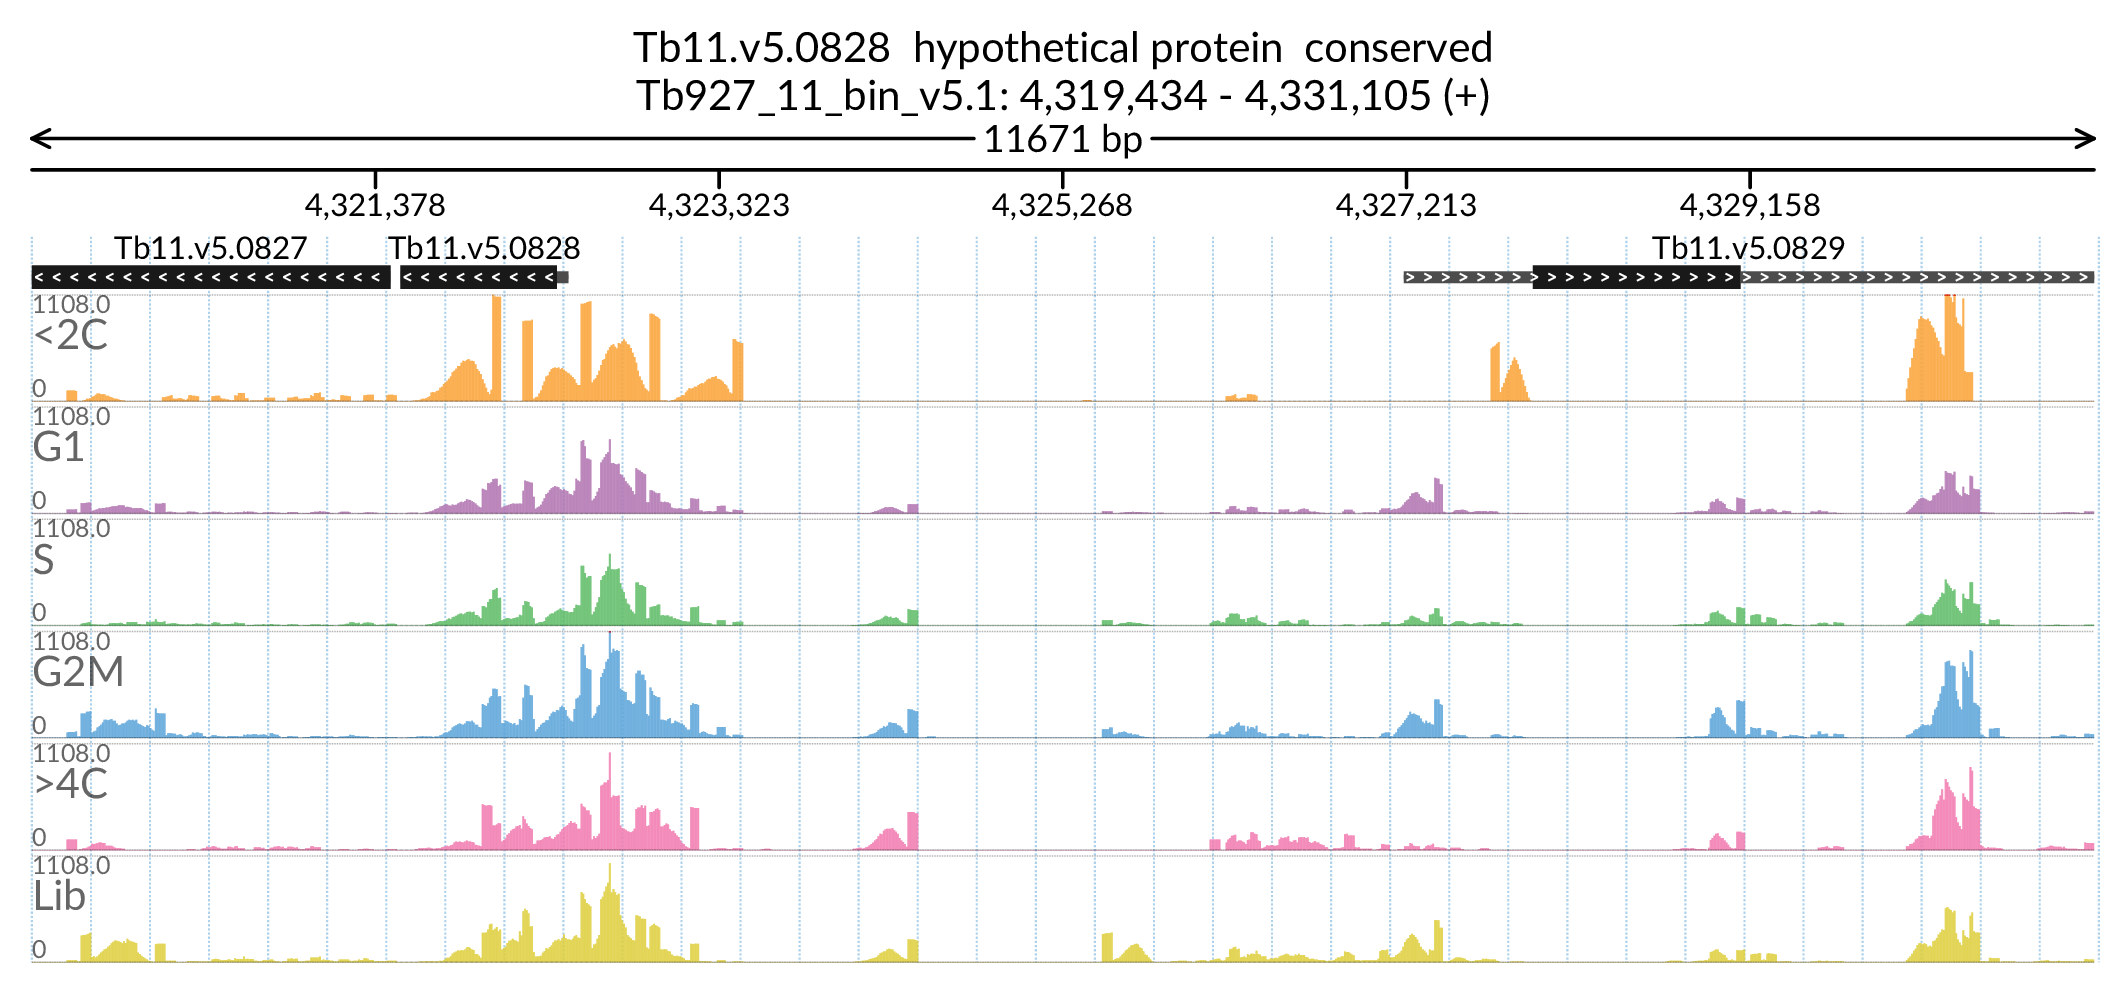 Tb11.v5.0828 hypothetical protein conserved
Tb927_11_bin_v5.1: 4,319,434 - 4,331,105 (+)
11671 bp
4,321,378 4,323,323 4,325,268 4,327,213 4,329,158
Tb11.v5.0827 Tb11.v5.0828 Tb11.v5.0829
1108.0
<2C
0
1108.0
G1
0
1108.0
S
0
1108.0
G2M
0
1108.0
>4C
0
1108.0
Lib
0